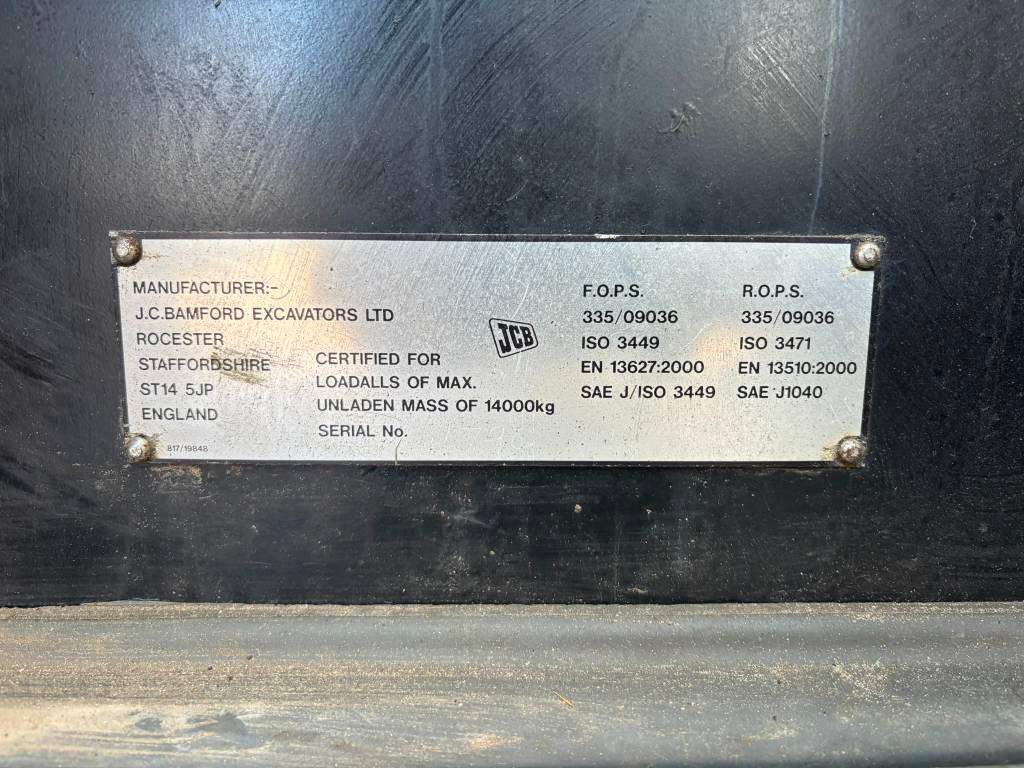 MANUFACTURER:-
J.C.BAMFORD EXCAVATORS LTD
ROCESTER
STAFFORDSHIRE
ST14 5JP
ENGLAND
817/19848
CERTIFIED FOR
LOADALLS OF MAX.
UNLADEN MASS OF 14000kg
SERIAL No.
JCB
F.O.P.S.
335/09036
ISO 3449
EN 13627:2000
SAE J/ISO 3449
R.O.P.S.
335/09036
ISO 3471
EN 13510:2000
SAE J1040